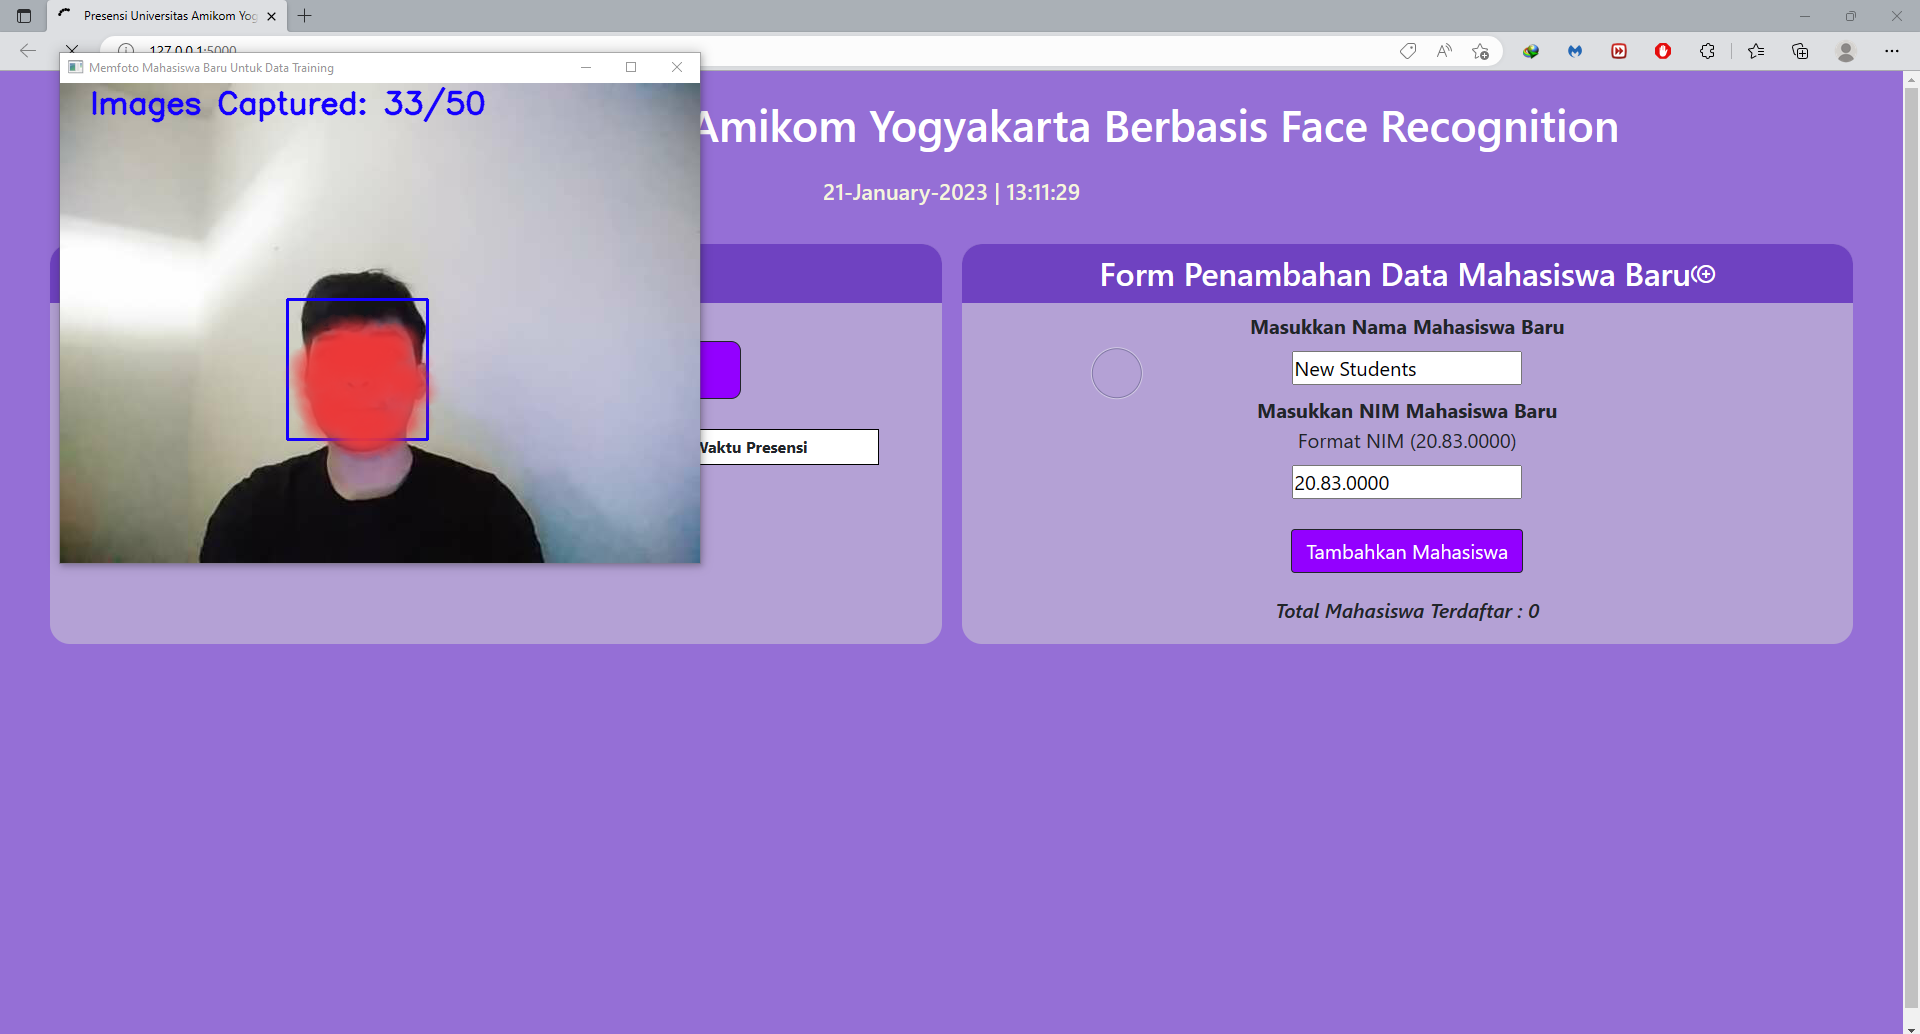 Presensi Universitas Amikom Yog
127.0.0.1:5000
Memfoto Mahasiswa Baru Untuk Data Training
Images Captured: 33/50
Amikom Yogyakarta Berbasis Face Recognition
21-January-2023 | 13:11:29
Waktu Presensi
Form Penambahan Data Mahasiswa Baru
Masukkan Nama Mahasiswa Baru
New Students
Masukkan NIM Mahasiswa Baru
Format NIM (20.83.0000)
20.83.0000
Tambahkan Mahasiswa
Total Mahasiswa Terdaftar : 0